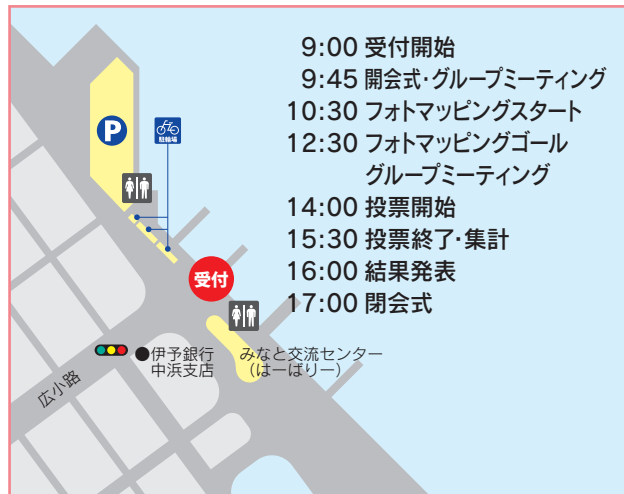 9:00 受付開始
9:45 開会式・グループミーティング
10:30 フォトマッピングスタート
12:30 フォトマッピングゴール
グループミーティング
14:00 投票開始
15:30 投票終了・集計
16:00 結果発表
17:00 閉会式
P
駐輪場
受付
●伊予銀行
中浜支店
みなと交流センター
（はーばりー）
広小路